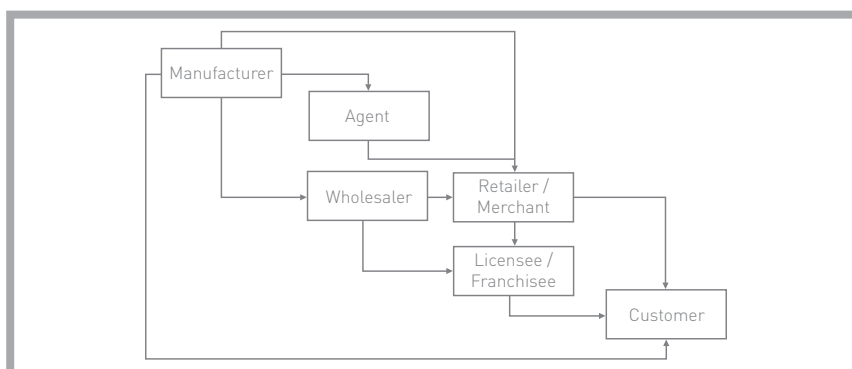 Manufacturer
Agent
Wholesaler
Retailer /
Merchant
Licensee /
Franchisee
Customer